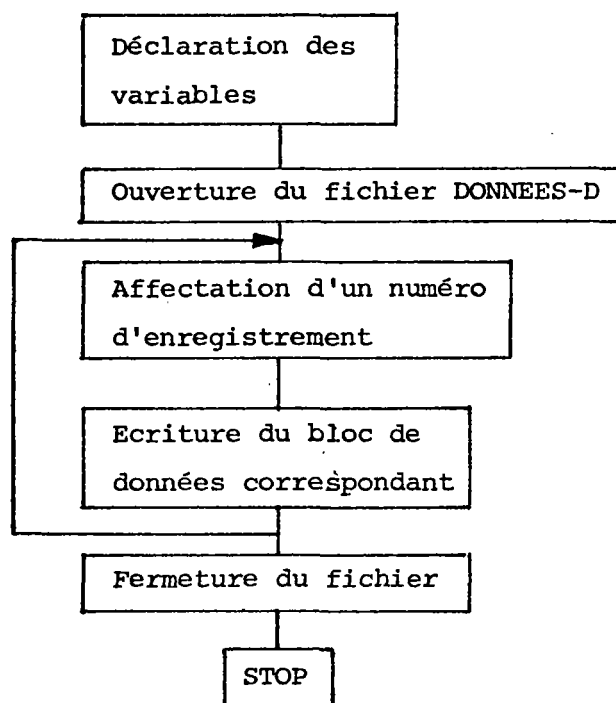 Déclaration des
variables
Ouverture du fichier DONNEES-D
Affectation d'un numéro
d'enregistrement
Ecriture du bloc de
données correspondant
Fermeture du fichier
STOP